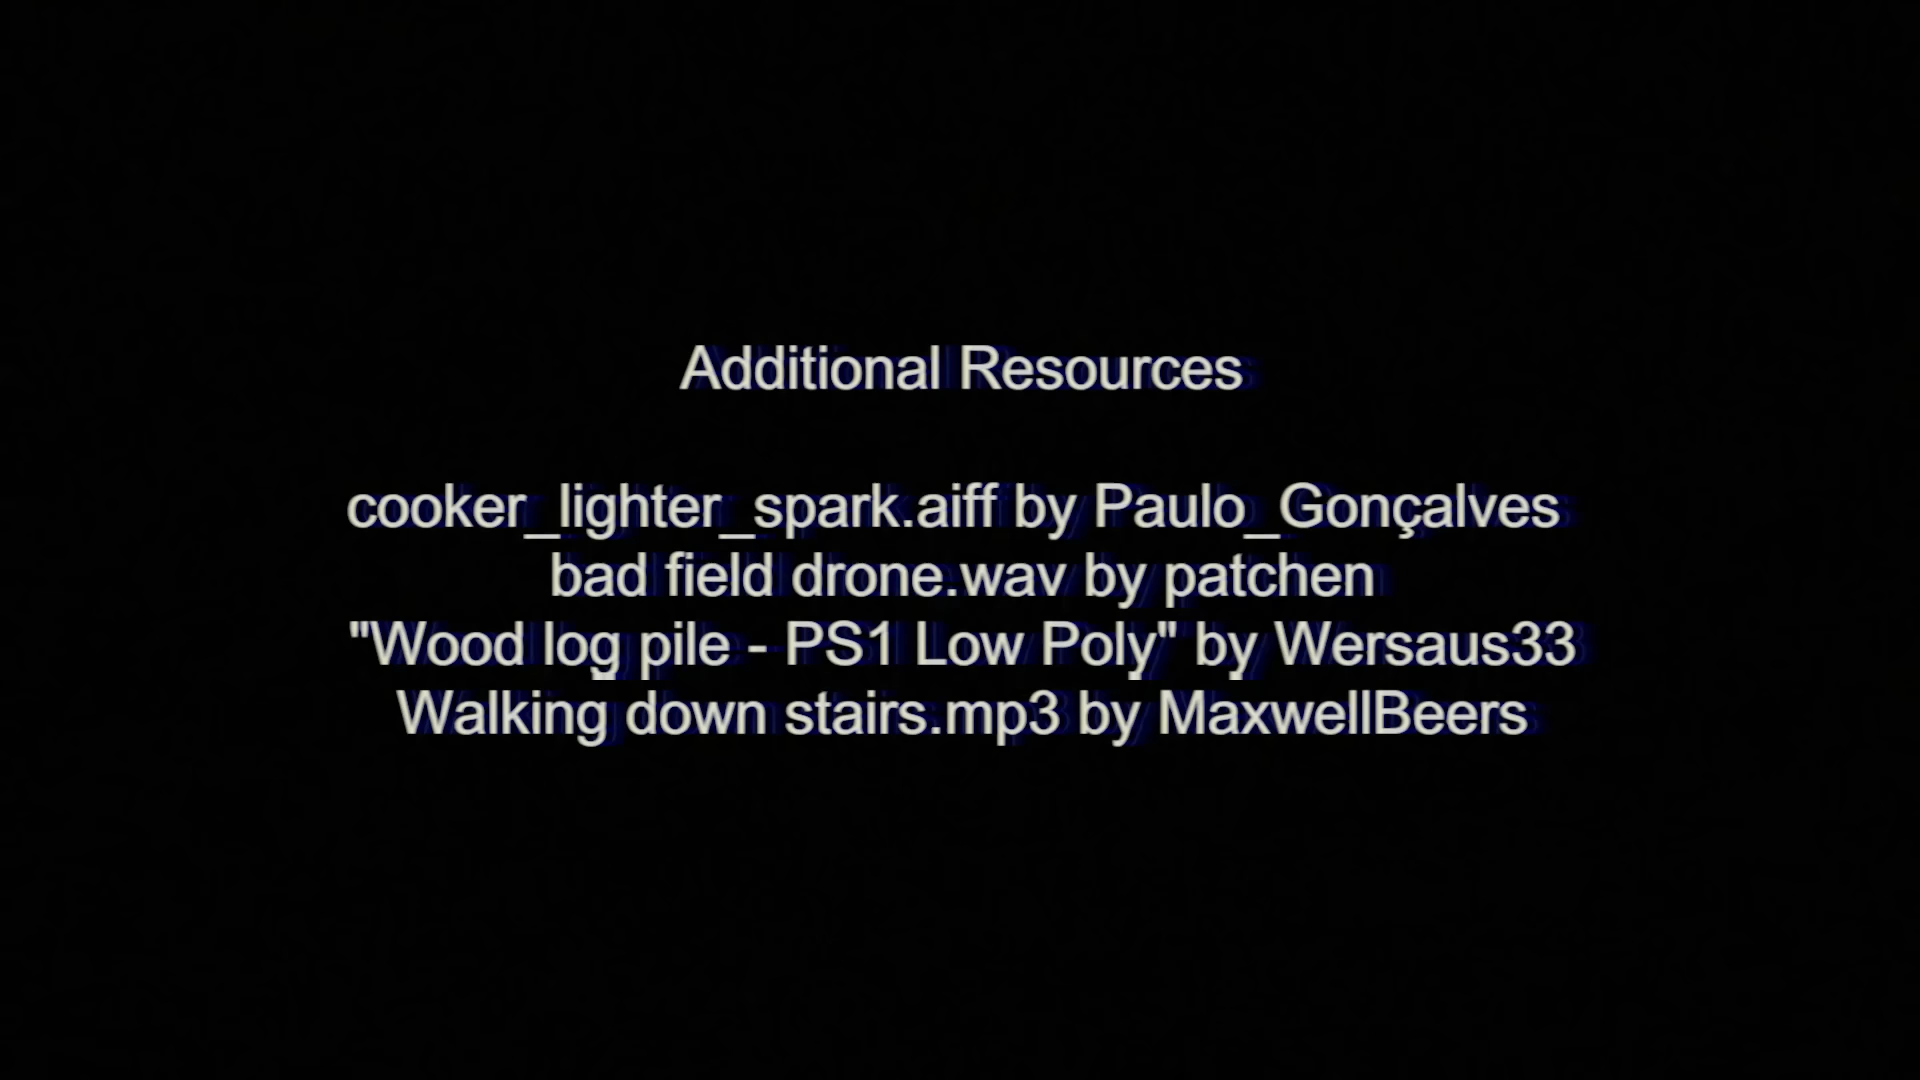 Additional Resources
cooker_lighter_spark.aiff by Paulo_Gonçalves
bad field drone.wav by patchen
"Wood log pile - PS1 Low Poly" by Wersaus33
Walking down stairs.mp3 by MaxwellBeers